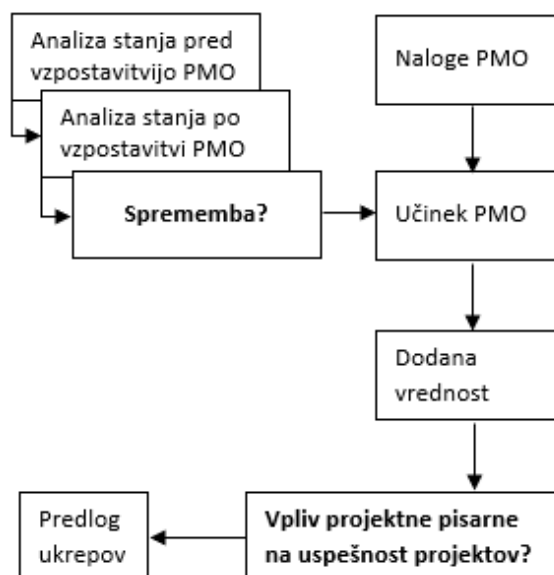 Analiza stanja pred
vzpostavitvijo PMO
Analiza stanja po
vzpostavitvi PMO
Sprememba?
Naloge PMO
Učinek PMO
Dodana
vrednost
Vpliv projektne pisarne
na uspešnost projektov?
Predlog
ukrepov